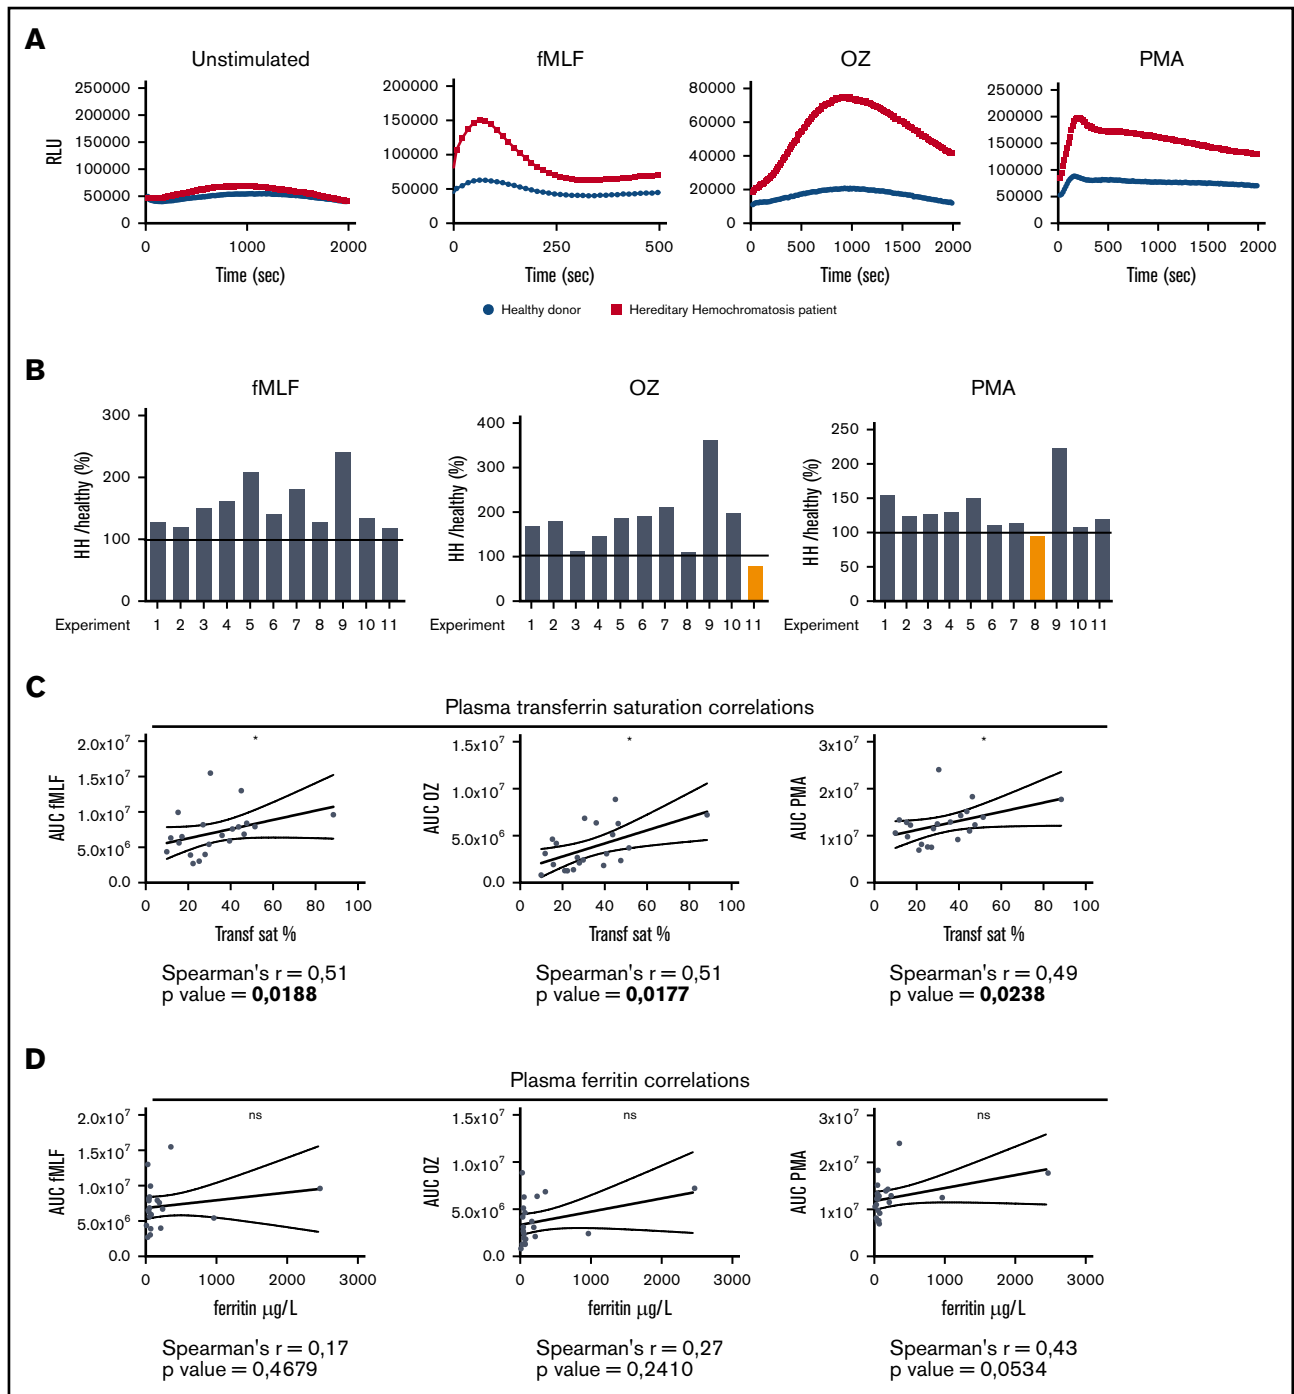 A
Unstimulated
fMLF
OZ
PMA
RLU
250000
200000
150000
100000
50000
0
0
1000
2000
Time (sec)
200000
150000
100000
50000
0
0
250
500
Time (sec)
80000
60000
40000
20000
0
0
500
1000
1500
2000
Time (sec)
250000
200000
150000
100000
50000
0
0
500
1000
1500
2000
Time (sec)
Healthy donor
Hereditary Hemochromatosis patient
B
fMLF
OZ
PMA
HH /healthy (%)
300
200
100
0
Experiment 1 2 3 4 5 6 7 8 9 10 11
HH /healthy (%)
400
300
200
100
0
Experiment 1 2 3 4 5 6 7 8 9 10 11
HH /healthy (%)
250
200
150
100
50
0
Experiment 1 2 3 4 5 6 7 8 9 10 11
C
Plasma transferrin saturation correlations
AUC fMLF
2.0x10⁷
1.5x10⁷
1.0x10⁷
5.0x10⁶
0.0
*
0 20 40 60 80 100
Transf sat %
Spearman's r = 0,51
p value = 0,0188
AUC OZ
1.5x10⁷
1.0x10⁷
5.0x10⁶
0.0
*
0 20 40 60 80 100
Transf sat %
Spearman's r = 0,51
p value = 0,0177
AUC PMA
3x10⁷
2x10⁷
1x10⁷
0
*
0 20 40 60 80 100
Transf sat %
Spearman's r = 0,49
p value = 0,0238
D
Plasma ferritin correlations
AUC fMLF
2.0x10⁷
1.5x10⁷
1.0x10⁷
5.0x10⁶
0.0
ns
0 1000 2000 3000
ferritin µg/L
Spearman's r = 0,17
p value = 0,4679
AUC OZ
1.5x10⁷
1.0x10⁷
5.0x10⁶
0.0
ns
0 1000 2000 3000
ferritin µg/L
Spearman's r = 0,27
p value = 0,2410
AUC PMA
3x10⁷
2x10⁷
1x10⁷
0
ns
0 1000 2000 3000
ferritin µg/L
Spearman's r = 0,43
p value = 0,0534